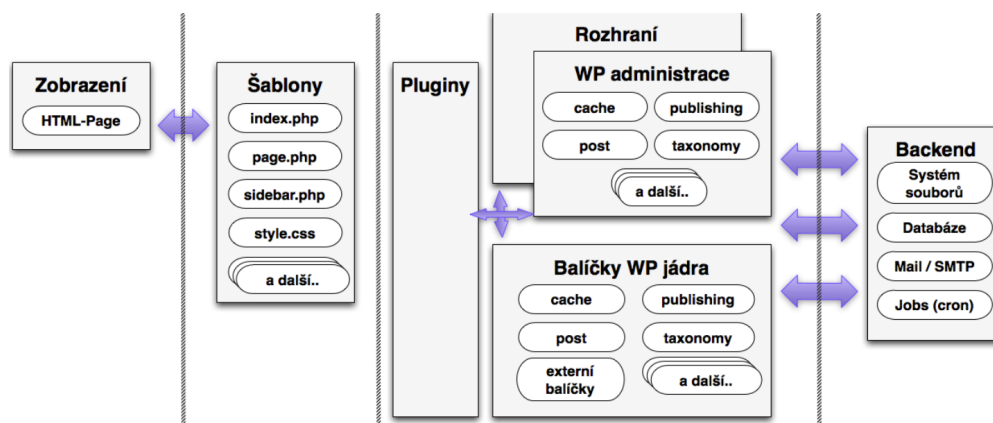 Zobrazení
HTML-Page
Šablony
index.php
page.php
sidebar.php
style.css
a další..
Pluginy
Rozhraní
WP administrace
cache
publishing
post
taxonomy
a další..
Balíčky WP jádra
cache
publishing
post
taxonomy
externí
balíčky
a další..
Backend
Systém
souborů
Databáze
Mail / SMTP
Jobs (cron)